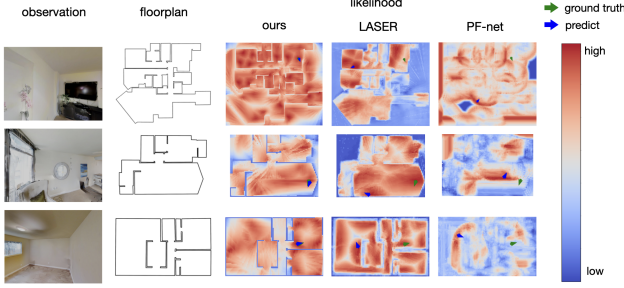 likelihood
observation floorplan ours LASER PF-net
ground truth
predict
high
low